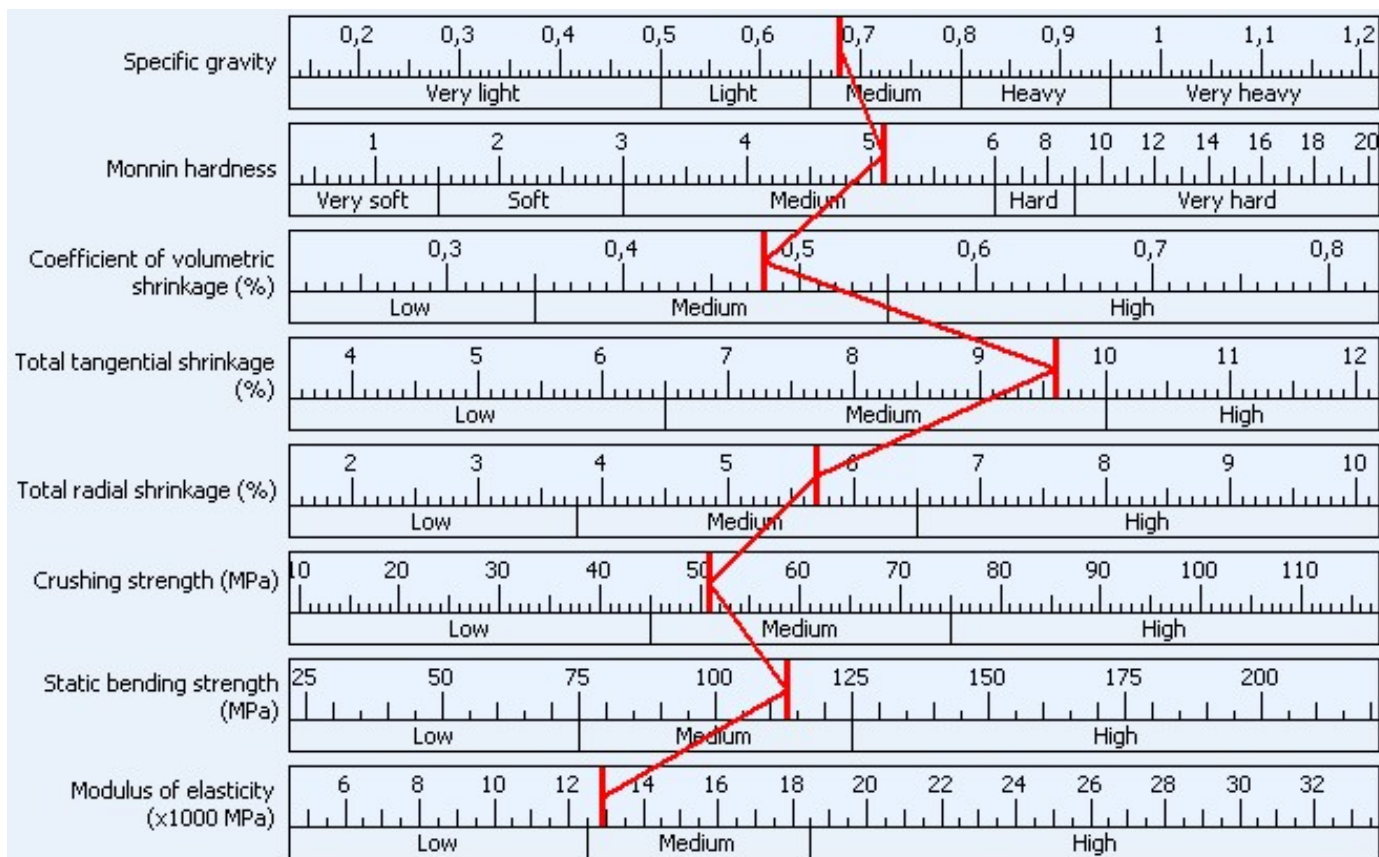 0,2 0,3 0,4 0,5 0,6 0,7 0,8 0,9 1 1,1 1,2
Specific gravity
Very light Light Medium Heavy Very heavy
1 2 3 4 5 6 8 10 12 14 16 18 20
Monnin hardness
Very soft Soft Medium Hard Very hard
0,3 0,4 0,5 0,6 0,7 0,8
Coefficient of volumetric
shrinkage (%)
Low Medium High
4 5 6 7 8 9 10 11 12
Total tangential shrinkage
(%)
Low Medium High
2 3 4 5 6 7 8 9 10
Total radial shrinkage (%)
Low Medium High
10 20 30 40 50 60 70 80 90 100 110
Crushing strength (MPa)
Low Medium High
25 50 75 100 125 150 175 200
Static bending strength
(MPa)
Low Medium High
6 8 10 12 14 16 18 20 22 24 26 28 30 32
Modulus of elasticity
(x1000 MPa)
Low Medium High